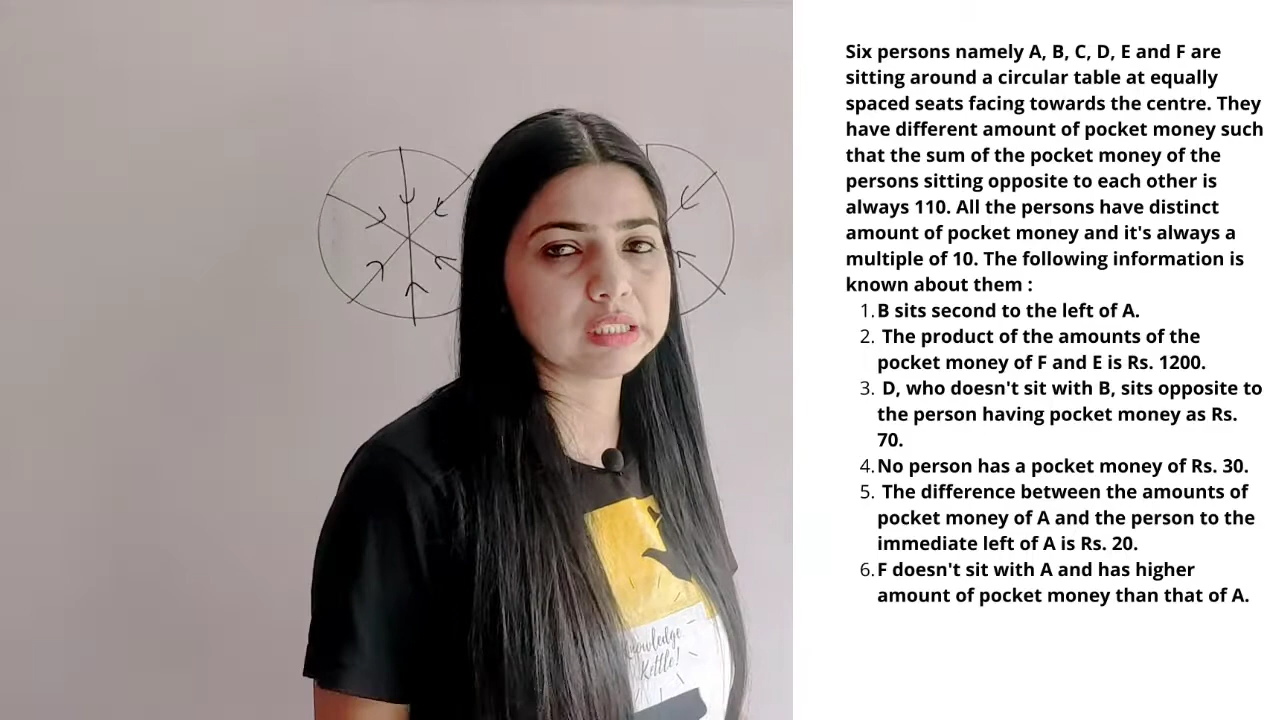 Six persons namely A, B, C, D, E and F are
sitting around a circular table at equally
spaced seats facing towards the centre. They
have different amount of pocket money such
that the sum of the pocket money of the
persons sitting opposite to each other is
always 110. All the persons have distinct
amount of pocket money and it's always a
multiple of 10. The following information is
known about them :
1. B sits second to the left of A.
2. The product of the amounts of the
pocket money of F and E is Rs. 1200.
3. D, who doesn't sit with B, sits opposite to
the person having pocket money as Rs.
70.
4. No person has a pocket money of Rs. 30.
5. The difference between the amounts of
pocket money of A and the person to the
immediate left of A is Rs. 20.
6. F doesn't sit with A and has higher
amount of pocket money than that of A.
Kettle!